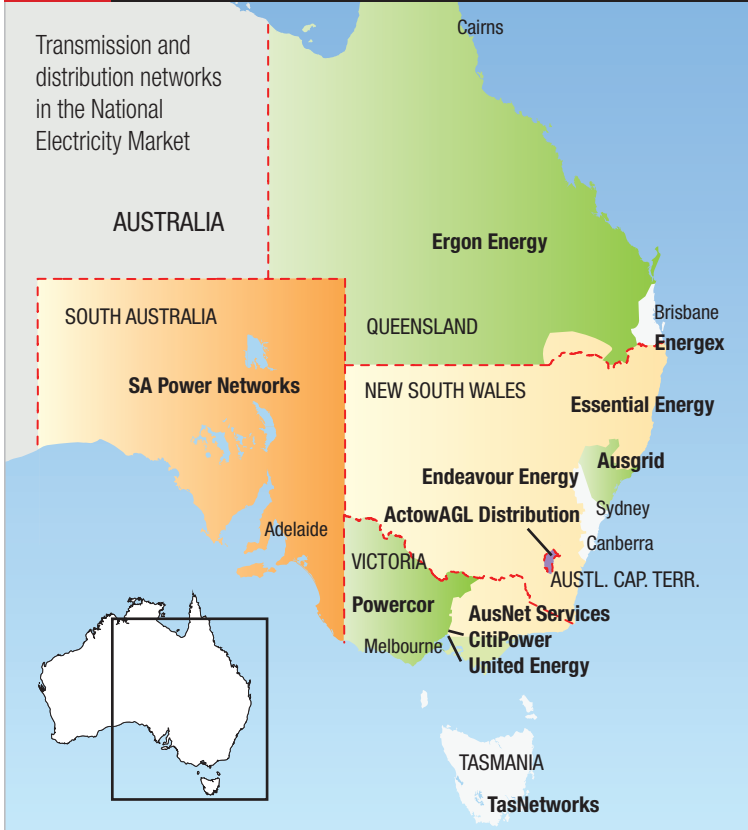 Transmission and
distribution networks
in the National
Electricity Market
Cairns
AUSTRALIA
Ergon Energy
SOUTH AUSTRALIA
QUEENSLAND
Brisbane
Energex
SA Power Networks
NEW SOUTH WALES
Essential Energy
Ausgrid
Endeavour Energy
Sydney
ActowAGL Distribution
Adelaide
Canberra
VICTORIA
AUSTL. CAP. TERR.
Powercor
AusNet Services
Melbourne
CitiPower
United Energy
TASMANIA
TasNetworks